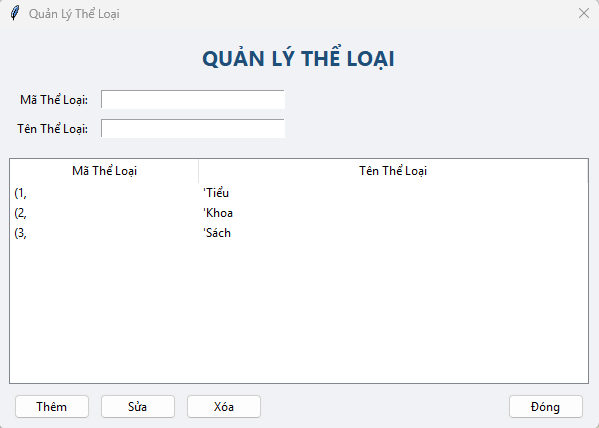 Quản Lý Thể Loại
QUẢN LÝ THỂ LOẠI
Mã Thể Loại:
Tên Thể Loại:
Mã Thể Loại Tên Thể Loại
(1, 'Tiểu
(2, 'Khoa
(3, 'Sách
Thêm Sửa Xóa Đóng